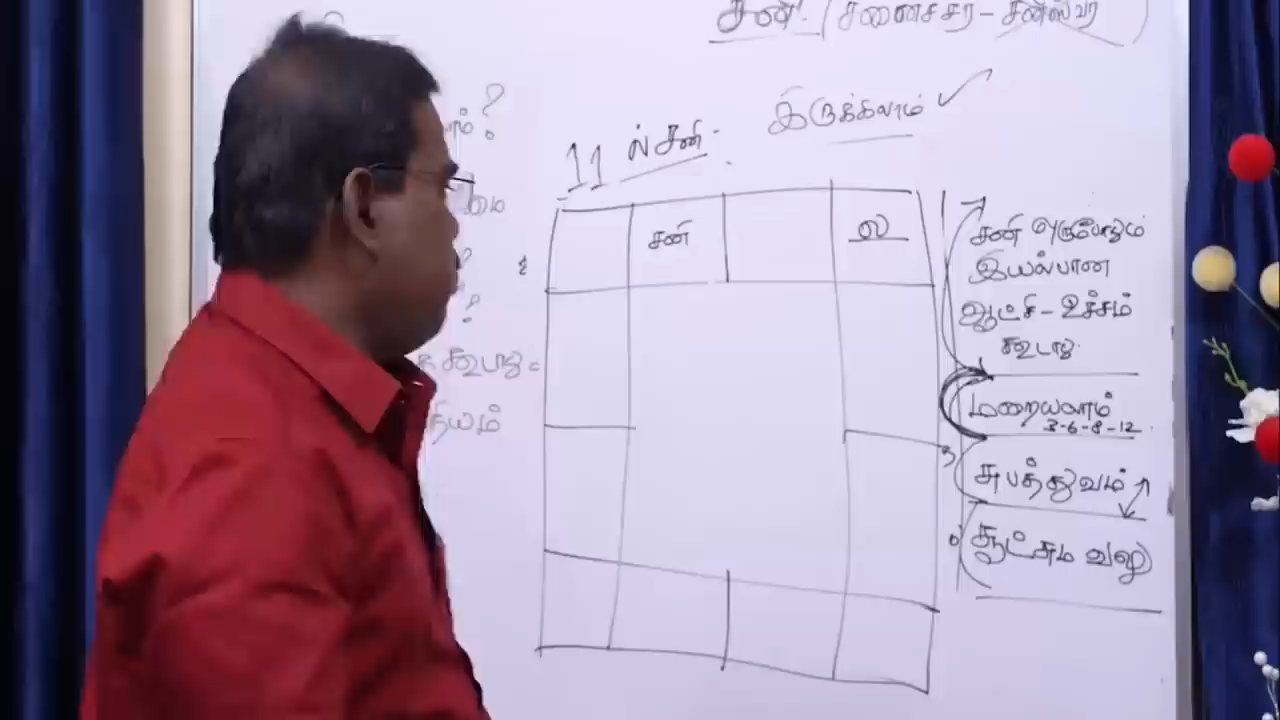 சனி. (சனைச்சர - சனீஸ்வர)
இருக்கலாம் ✓
11 ல் சனி.
?
சனி
ல
மை
?
?
கூடாது
சனி
இயல்பான
ஆட்சி - உச்சம்
கூடாது.
மறையலாம்
3-6-8-12
சுபத்துவம்
சூட்சும வலு